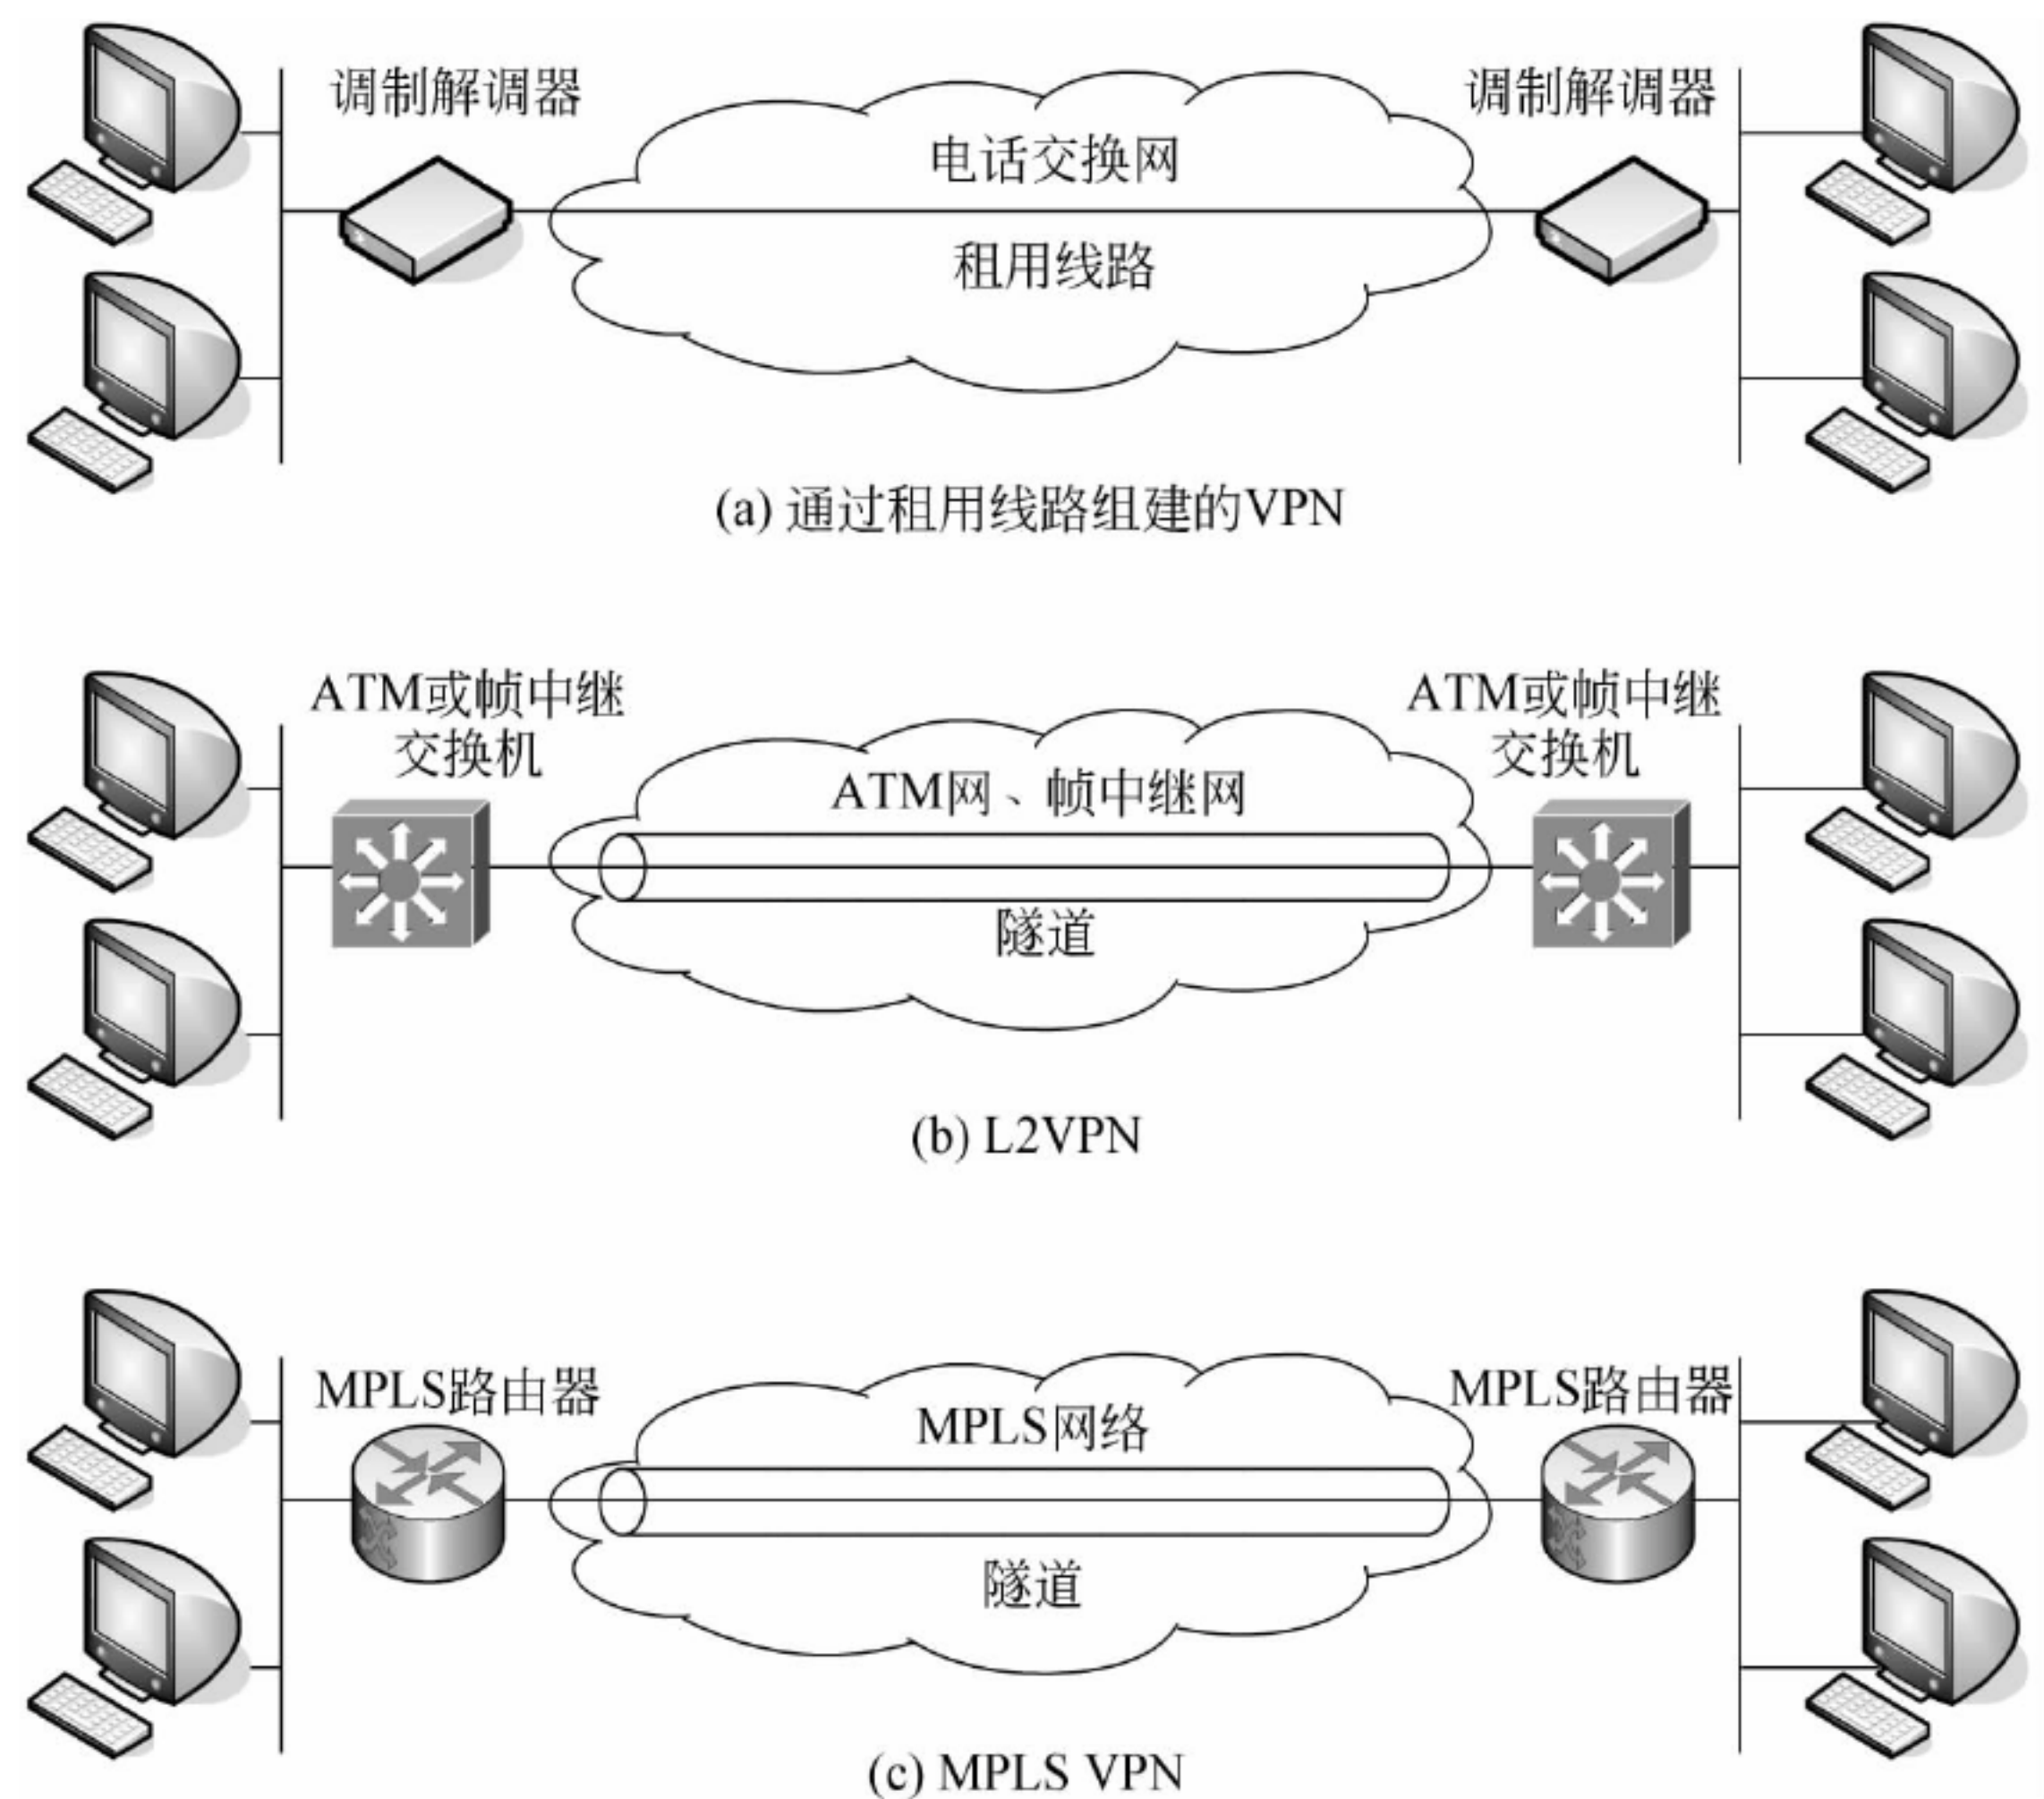 调制解调器
调制解调器
电话交换网
租用线路
(a) 通过租用线路组建的VPN
ATM或帧中继
交换机
ATM或帧中继
交换机
ATM网、帧中继网
隧道
(b) L2VPN
MPLS路由器
MPLS路由器
MPLS网络
隧道
(c) MPLS VPN